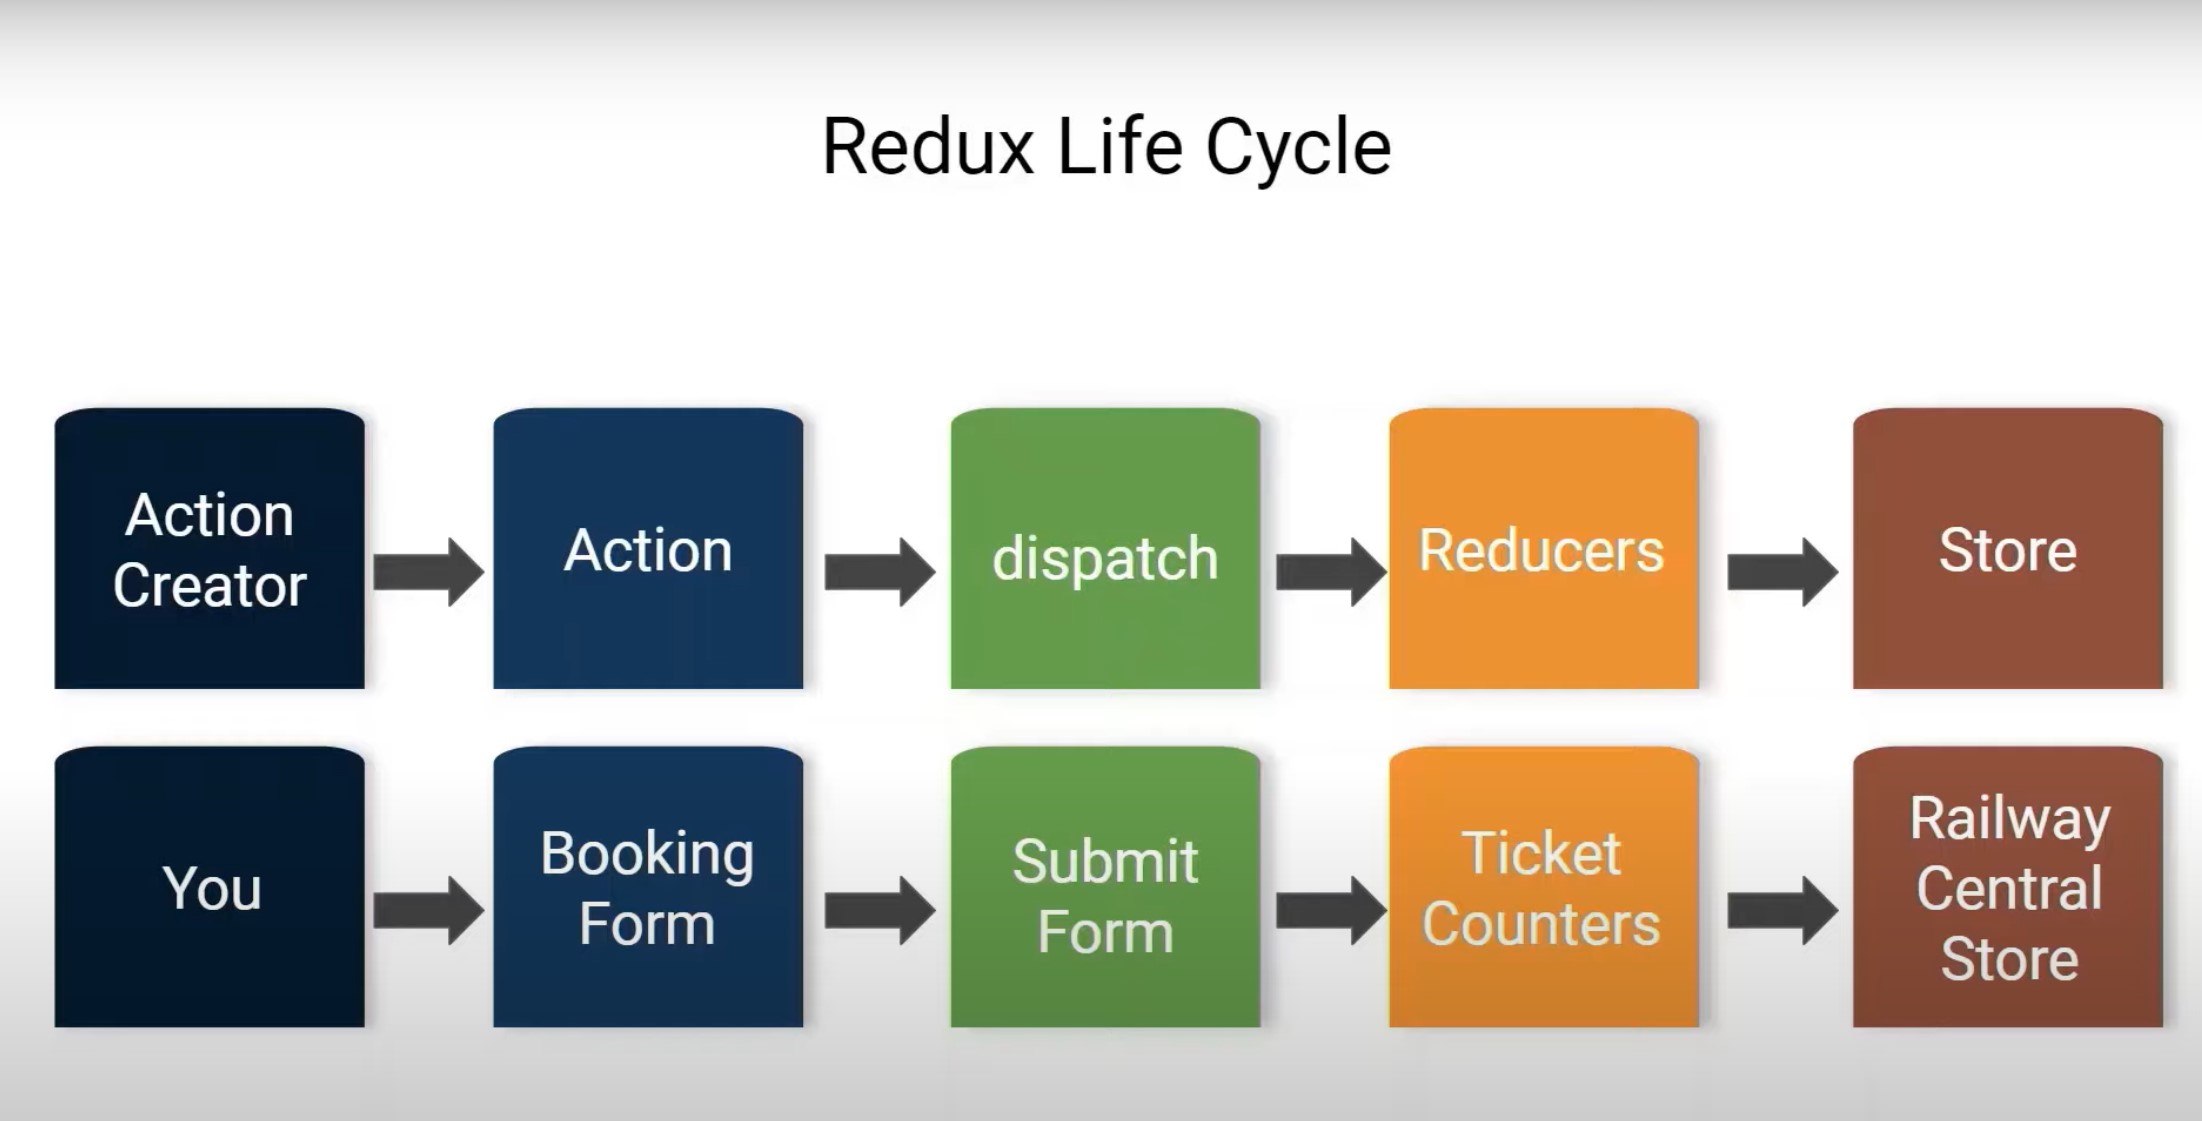 Redux Life Cycle
Action
Creator
Action
dispatch
Reducers
Store
You
Booking
Form
Submit
Form
Ticket
Counters
Railway
Central
Store